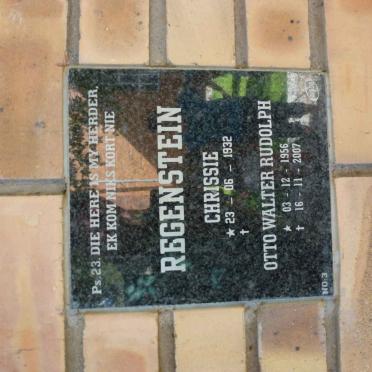 Ps. 23. DIE HERE IS MY HERDER,
EK KOM NIKS KORT NIE
REGENSTEIN
CHRISSIE
★ 23 - 06 - 1932
†
OTTO WALTER RUDOLPH
★ 03 - 12 - 1956
† 16 - 11 - 2007
NO: 3